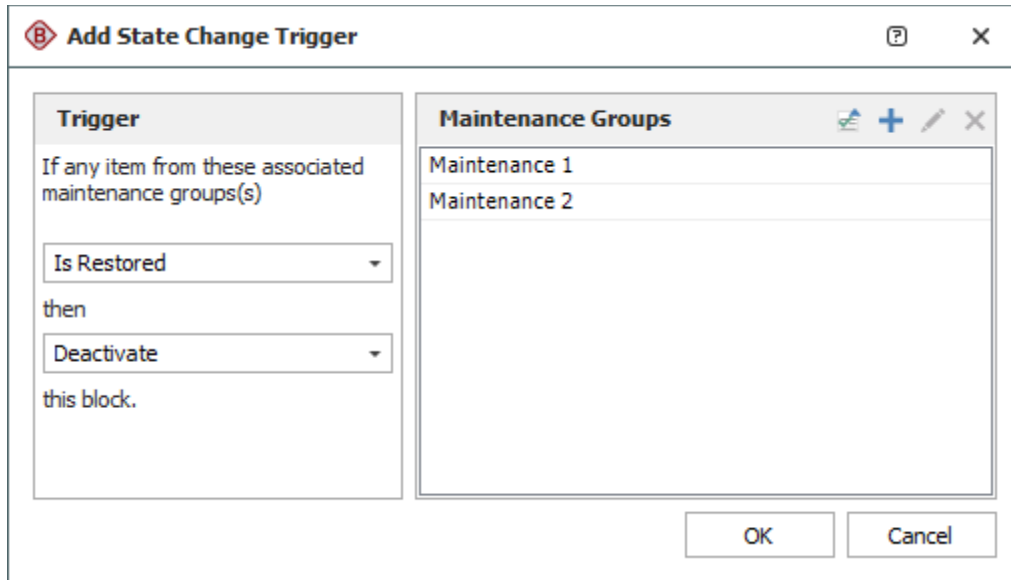 B Add State Change Trigger ?
Trigger
If any item from these associated
maintenance groups(s)
Is Restored
then
Deactivate
this block.
Maintenance Groups
Maintenance 1
Maintenance 2
OK
Cancel